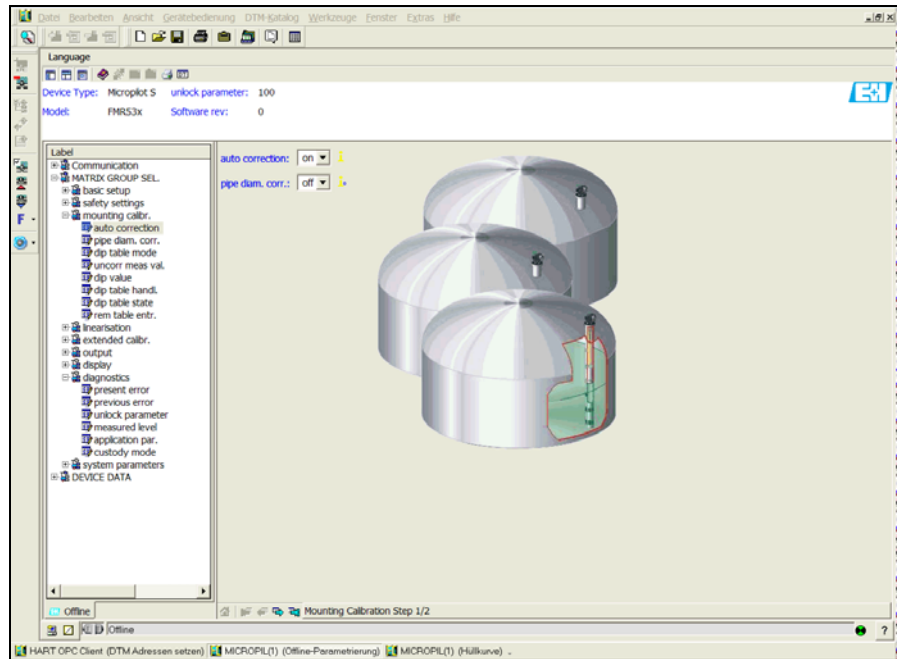 Datei Bearbeiten Ansicht Gerätebedienung DTM-Katalog Werkzeuge Fenster Extras Hilfe
Language
Device Type: Micropilot S unlock parameter: 100
E+H
Model: FMR53x Software rev: 0
Label
Communication
MATRIX GROUP SEL.
basic setup
safety settings
mounting calibr.
auto correction
pipe diam. corr.
dip table mode
uncorr meas val.
dip value
dip table handl.
dip table state
rem table entr.
linearisation
extended calibr.
output
display
diagnostics
present error
previous error
unlock parameter
measured level
application par.
custody mode
system parameters
DEVICE DATA
auto correction: on
pipe diam. corr.: off
F
Offline
Mounting Calibration Step 1/2
Offline
?
HART OPC Client (DTM Adressen setzen) MICROPIL(1) (Offline-Parametrierung) MICROPIL(1) (Hüllkurve)